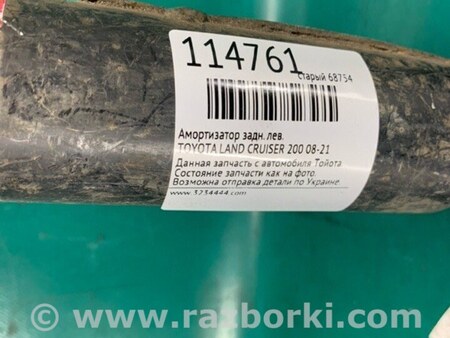 114761
старый 68754
Амортизатор задн. лев.
TOYOTA LAND CRUISER 200 08-21
Данная запчасть с автомобиля Тойота
Состояние запчасти как на фото.
Возможна отправка детали по Украине.
www.3234444.com
© www.razborki.com